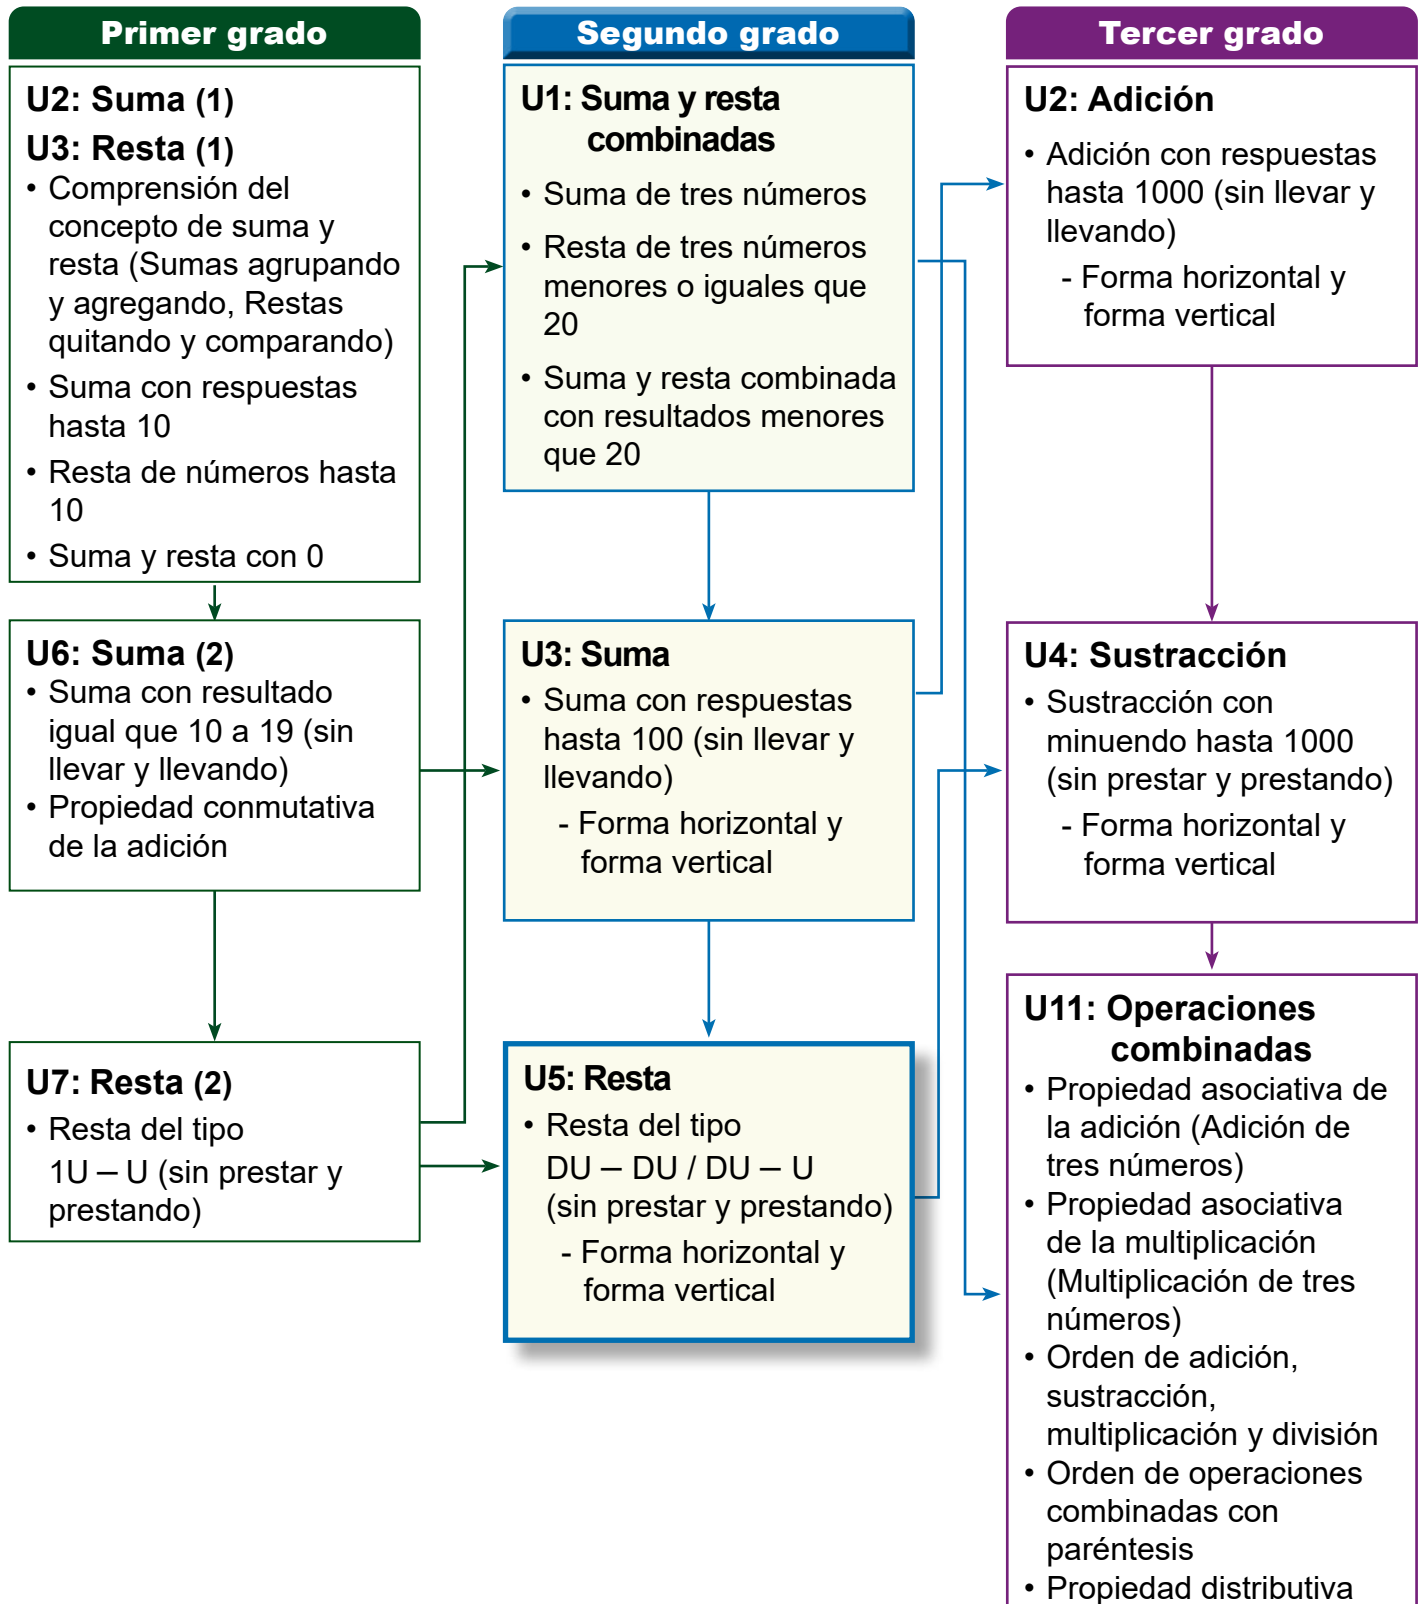 Primer grado
U2: Suma (1)
U3: Resta (1)
• Comprensión del
concepto de suma y
resta (Sumas agrupando
y agregando, Restas
quitando y comparando)
• Suma con respuestas
hasta 10
• Resta de números hasta
10
• Suma y resta con 0
U6: Suma (2)
• Suma con resultado
igual que 10 a 19 (sin
llevar y llevando)
• Propiedad conmutativa
de la adición
U7: Resta (2)
• Resta del tipo
1U – U (sin prestar y
prestando)
Segundo grado
U1: Suma y resta
combinadas
• Suma de tres números
• Resta de tres números
menores o iguales que
20
• Suma y resta combinada
con resultados menores
que 20
U3: Suma
• Suma con respuestas
hasta 100 (sin llevar y
llevando)
- Forma horizontal y
forma vertical
U5: Resta
• Resta del tipo
DU – DU / DU – U
(sin prestar y prestando)
- Forma horizontal y
forma vertical
Tercer grado
U2: Adición
• Adición con respuestas
hasta 1000 (sin llevar y
llevando)
- Forma horizontal y
forma vertical
U4: Sustracción
• Sustracción con
minuendo hasta 1000
(sin prestar y prestando)
- Forma horizontal y
forma vertical
U11: Operaciones
combinadas
• Propiedad asociativa de
la adición (Adición de
tres números)
• Propiedad asociativa
de la multiplicación
(Multiplicación de tres
números)
• Orden de adición,
sustracción,
multiplicación y división
• Orden de operaciones
combinadas con
paréntesis
• Propiedad distributiva